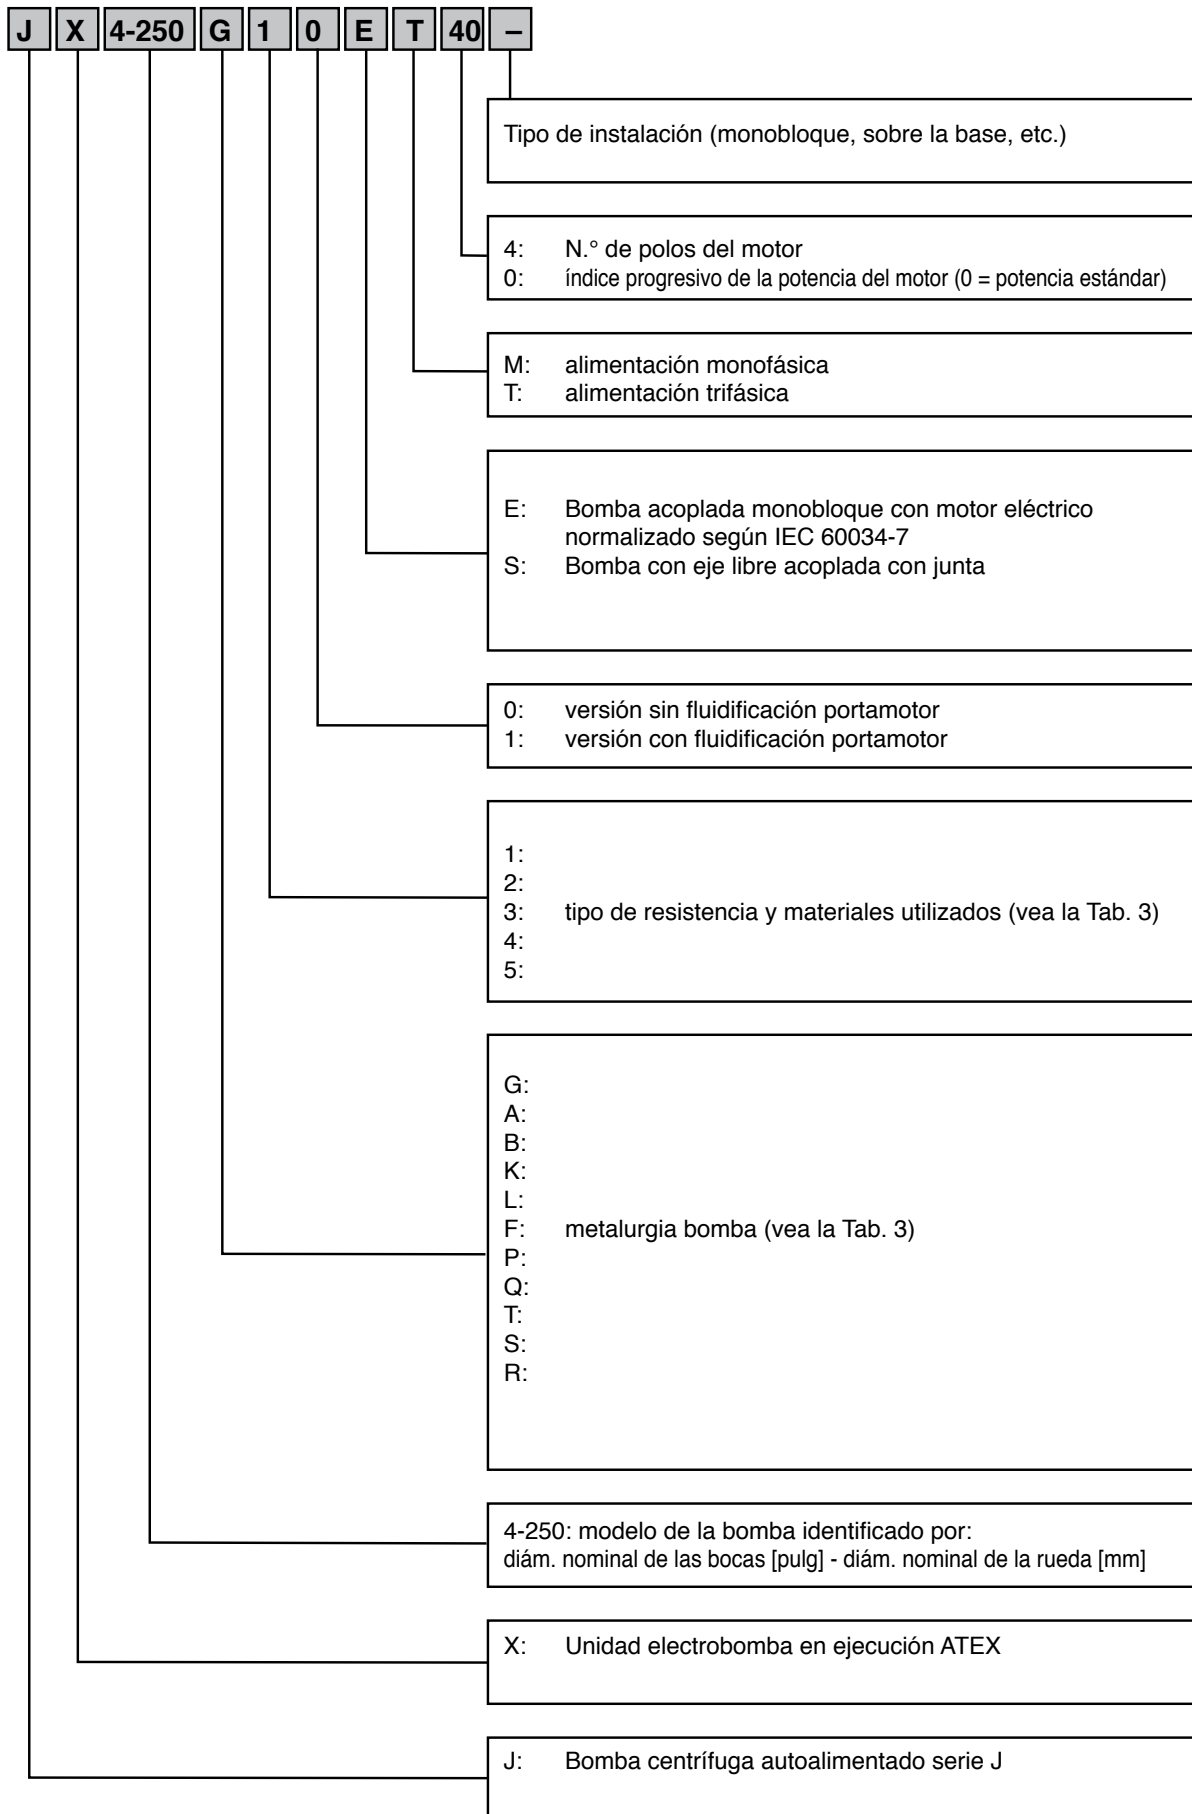 J X 4-250 G 1 0 E T 40 –
Tipo de instalación (monobloque, sobre la base, etc.)
4: N.° de polos del motor
0: índice progresivo de la potencia del motor (0 = potencia estándar)
M: alimentación monofásica
T: alimentación trifásica
E: Bomba acoplada monobloque con motor eléctrico
normalizado según IEC 60034-7
S: Bomba con eje libre acoplada con junta
0: versión sin fluidificación portamotor
1: versión con fluidificación portamotor
1:
2:
3: tipo de resistencia y materiales utilizados (vea la Tab. 3)
4:
5:
G:
A:
B:
K:
L:
F: metalurgia bomba (vea la Tab. 3)
P:
Q:
T:
S:
R:
4-250: modelo de la bomba identificado por:
diám. nominal de las bocas [pulg] - diám. nominal de la rueda [mm]
X: Unidad electrobomba en ejecución ATEX
J: Bomba centrífuga autoalimentado serie J